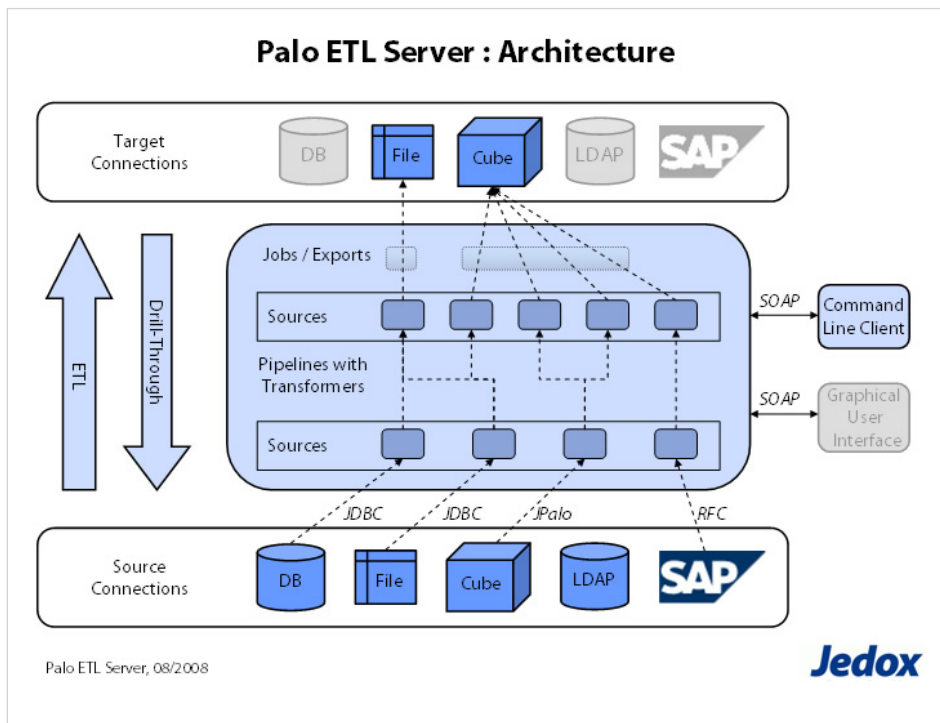 Palo ETL Server : Architecture
Target
Connections
DB
File
Cube
LDAP
SAP
ETL
Drill-Through
Jobs / Exports
Sources
Pipelines with
Transformers
Sources
SOAP
Command
Line Client
SOAP
Graphical
User
Interface
JDBC
JDBC
JPalo
RFC
Source
Connections
DB
File
Cube
LDAP
SAP
Palo ETL Server, 08/2008
Jedox